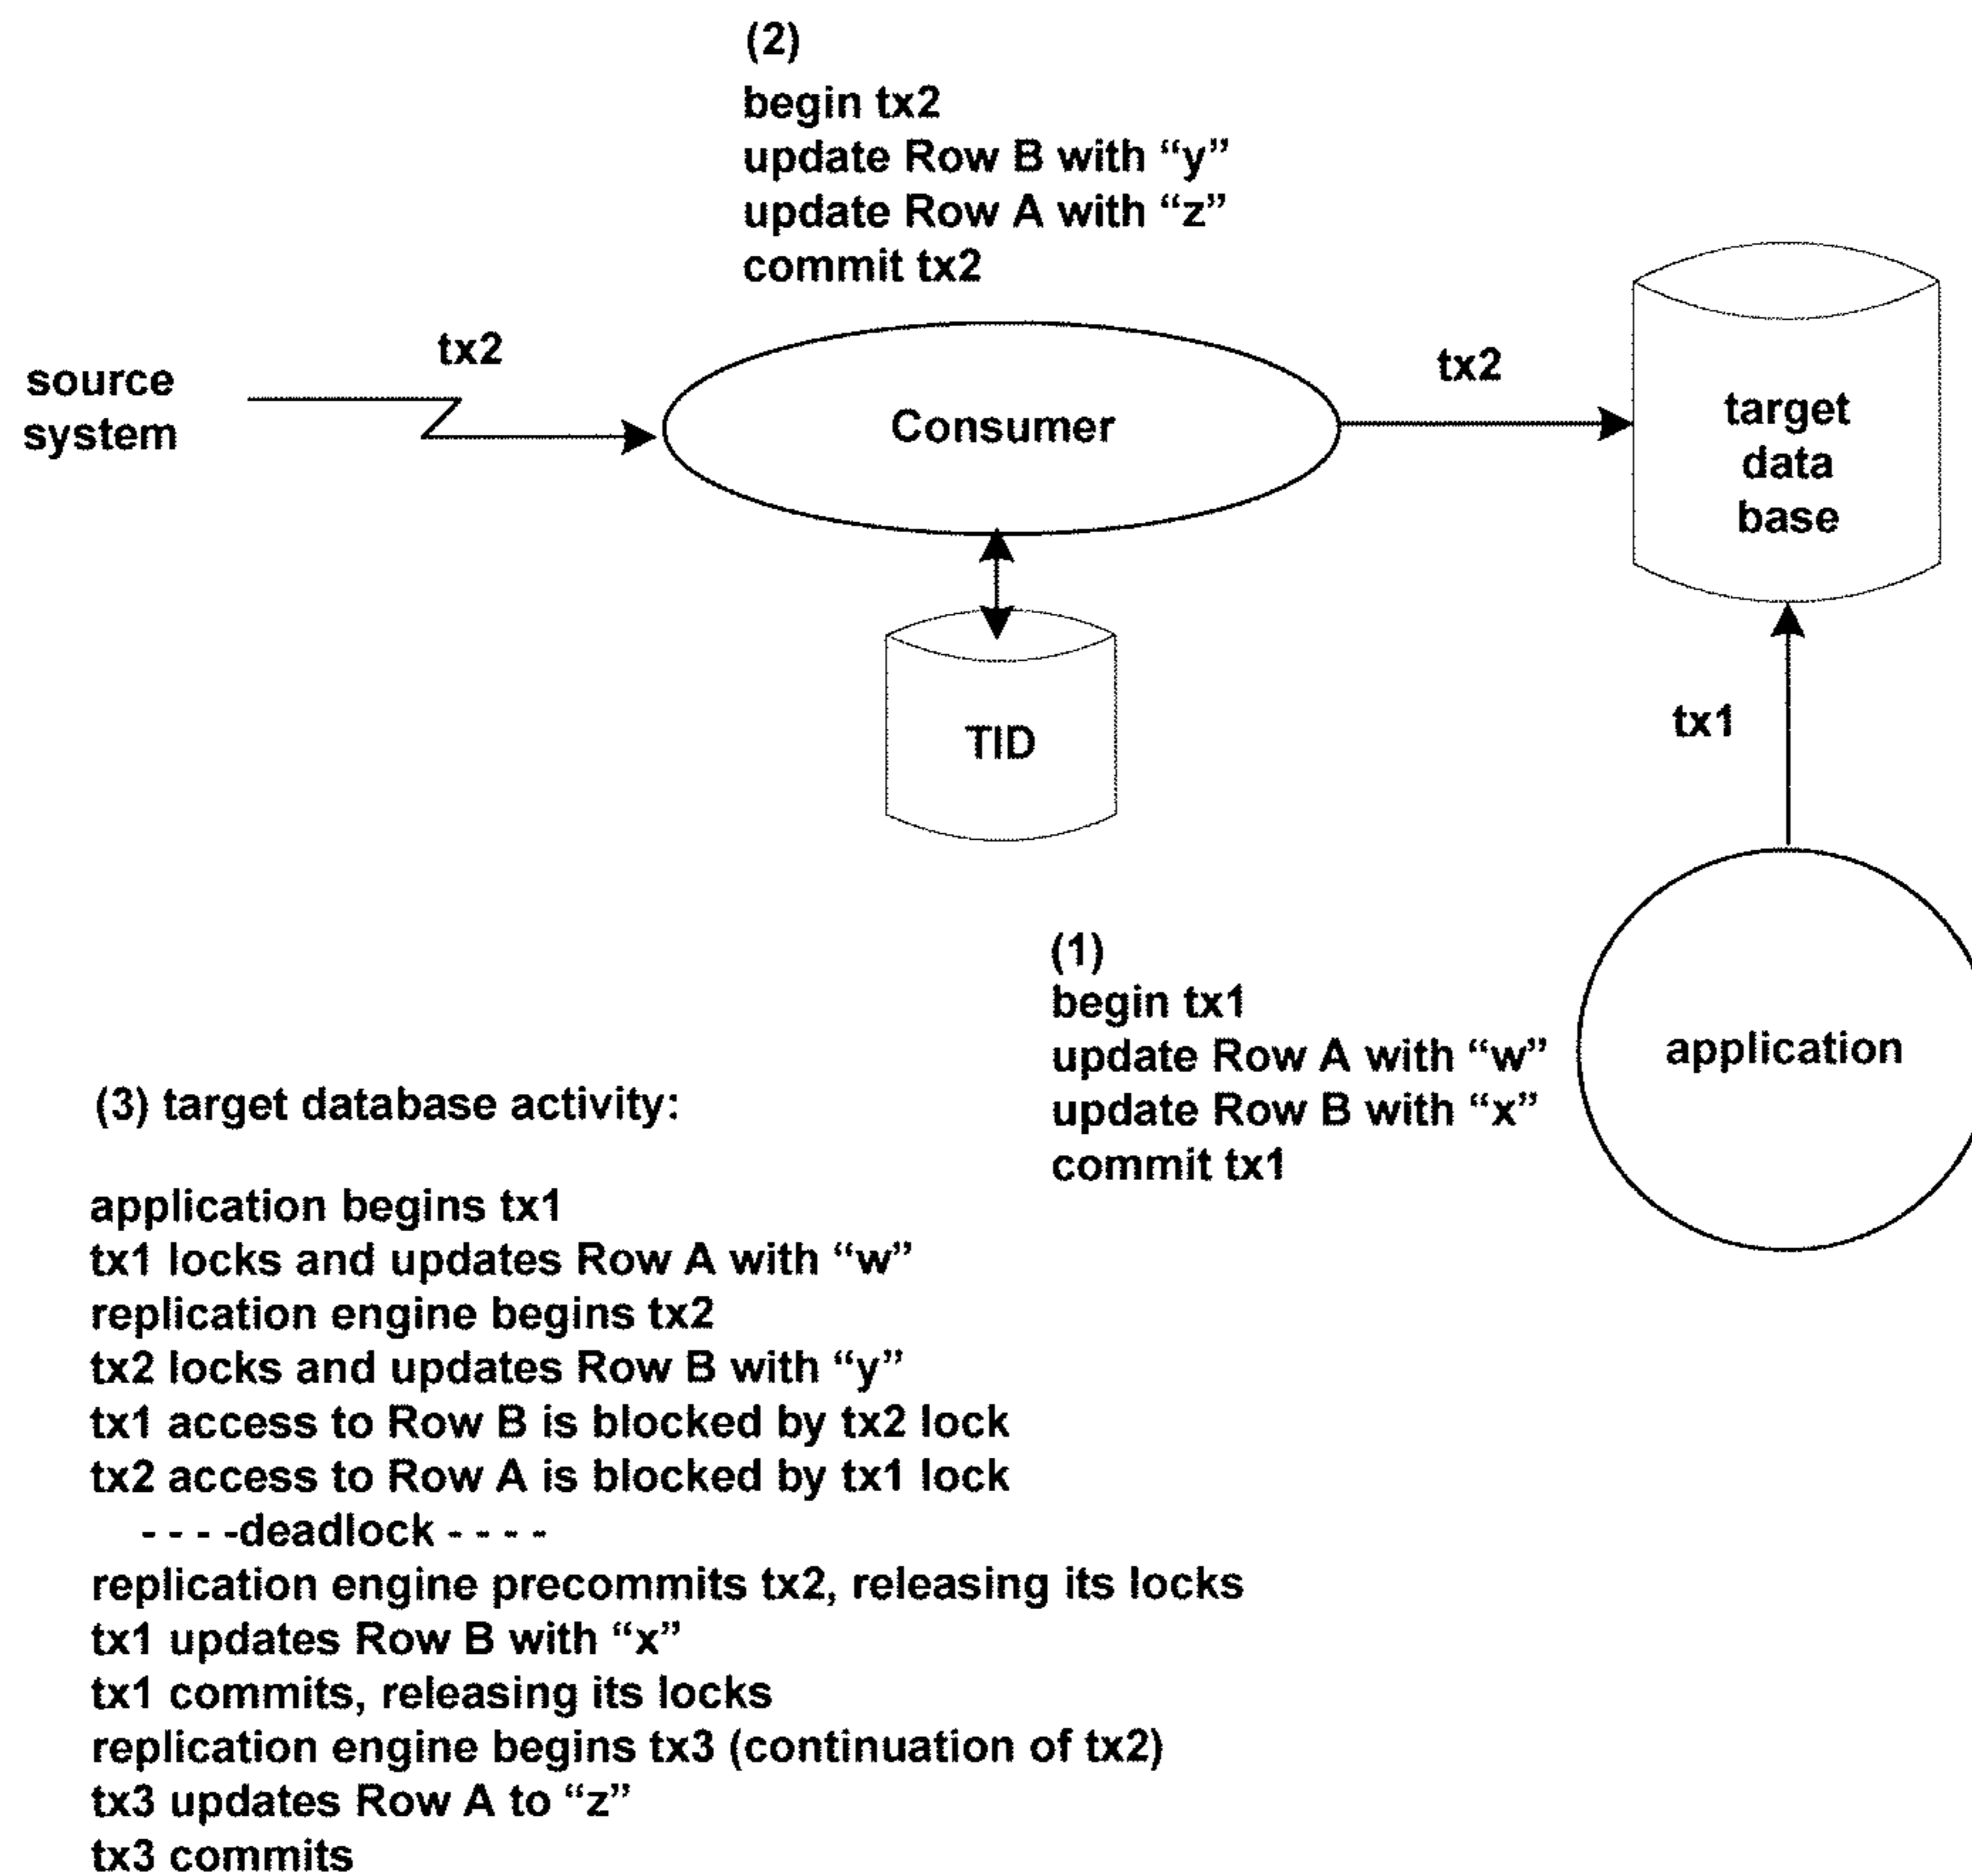 (2)
begin tx2
update Row B with “y”
update Row A with “z”
commit tx2
source
system
tx2
Consumer
tx2
target
data
base
TID
tx1
(1)
begin tx1
update Row A with “w”
update Row B with “x”
commit tx1
application
(3) target database activity:
application begins tx1
tx1 locks and updates Row A with “w”
replication engine begins tx2
tx2 locks and updates Row B with “y”
tx1 access to Row B is blocked by tx2 lock
tx2 access to Row A is blocked by tx1 lock
- - - -deadlock - - - -
replication engine precommits tx2, releasing its locks
tx1 updates Row B with “x”
tx1 commits, releasing its locks
replication engine begins tx3 (continuation of tx2)
tx3 updates Row A to “z”
tx3 commits